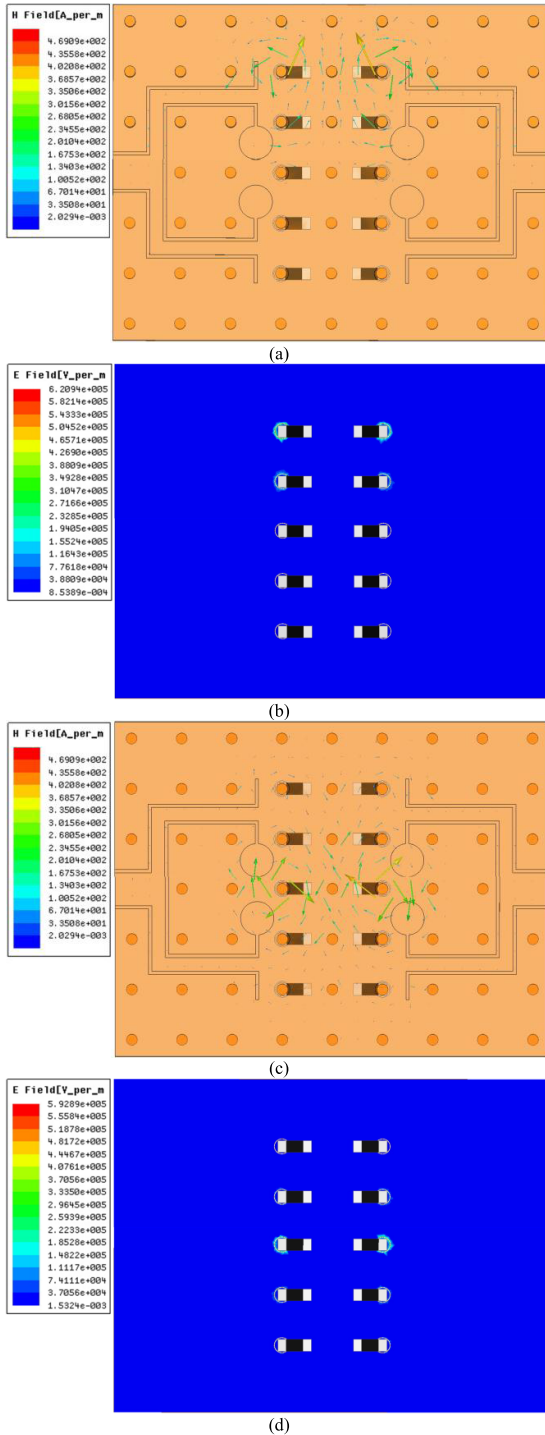 H Field[A_per_m
4.6909e+002
4.3558e+002
4.0208e+002
3.6857e+002
3.3506e+002
3.0156e+002
2.6805e+002
2.3455e+002
2.0104e+002
1.6753e+002
1.3403e+002
1.0052e+002
6.7014e+001
3.3508e+001
2.0294e-003
(a)
E Field[V_per_m
6.2094e+005
5.8214e+005
5.4333e+005
5.0452e+005
4.6571e+005
4.2690e+005
3.8809e+005
3.4928e+005
3.1047e+005
2.7166e+005
2.3285e+005
1.9405e+005
1.5524e+005
1.1643e+005
7.7618e+004
3.8809e+004
8.5389e-004
(b)
H Field[A_per_m
4.6909e+002
4.3558e+002
4.0208e+002
3.6857e+002
3.3506e+002
3.0156e+002
2.6805e+002
2.3455e+002
2.0104e+002
1.6753e+002
1.3403e+002
1.0052e+002
6.7014e+001
3.3508e+001
2.0294e-003
(c)
E Field[V_per_m
5.9289e+005
5.5584e+005
5.1878e+005
4.8172e+005
4.4467e+005
4.0761e+005
3.7056e+005
3.3350e+005
2.9645e+005
2.5939e+005
2.2233e+005
1.8528e+005
1.4822e+005
1.1117e+005
7.4111e+004
3.7056e+004
1.5324e-003
(d)